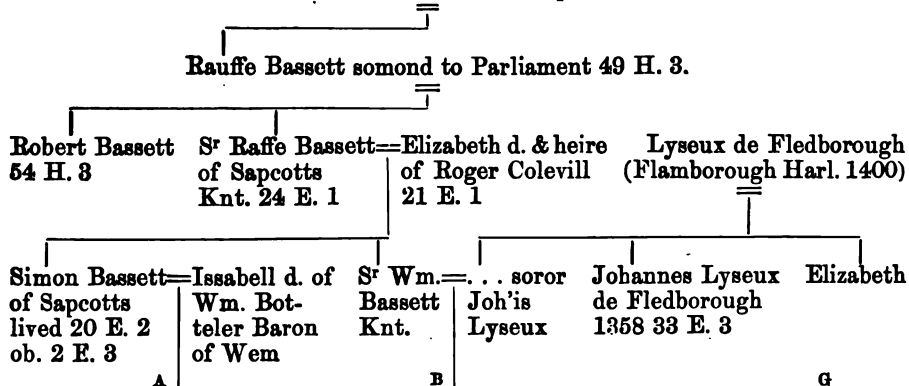 Rauffe Bassett somond to Parliament 49 H. 3.
Robert Bassett
54 H. 3
Sr Raffe Bassett=Elizabeth d. & heire
of Sapcotts
Knt. 24 E. 1
of Roger Colevill
21 E. 1
Lyseux de Fledborough
(Flamborough Harl. 1400)
Simon Bassett=Issabell d. of
of Sapcotts
lived 20 E. 2
ob. 2 E. 3
Wm. Bot-
teler Baron
of Wem
Sr Wm.=. . . soror
Bassett
Knt.
Joh'is
Lyseux
Johannes Lyseux
de Fledborough
1358 33 E. 3
Elizabeth
A
B
G